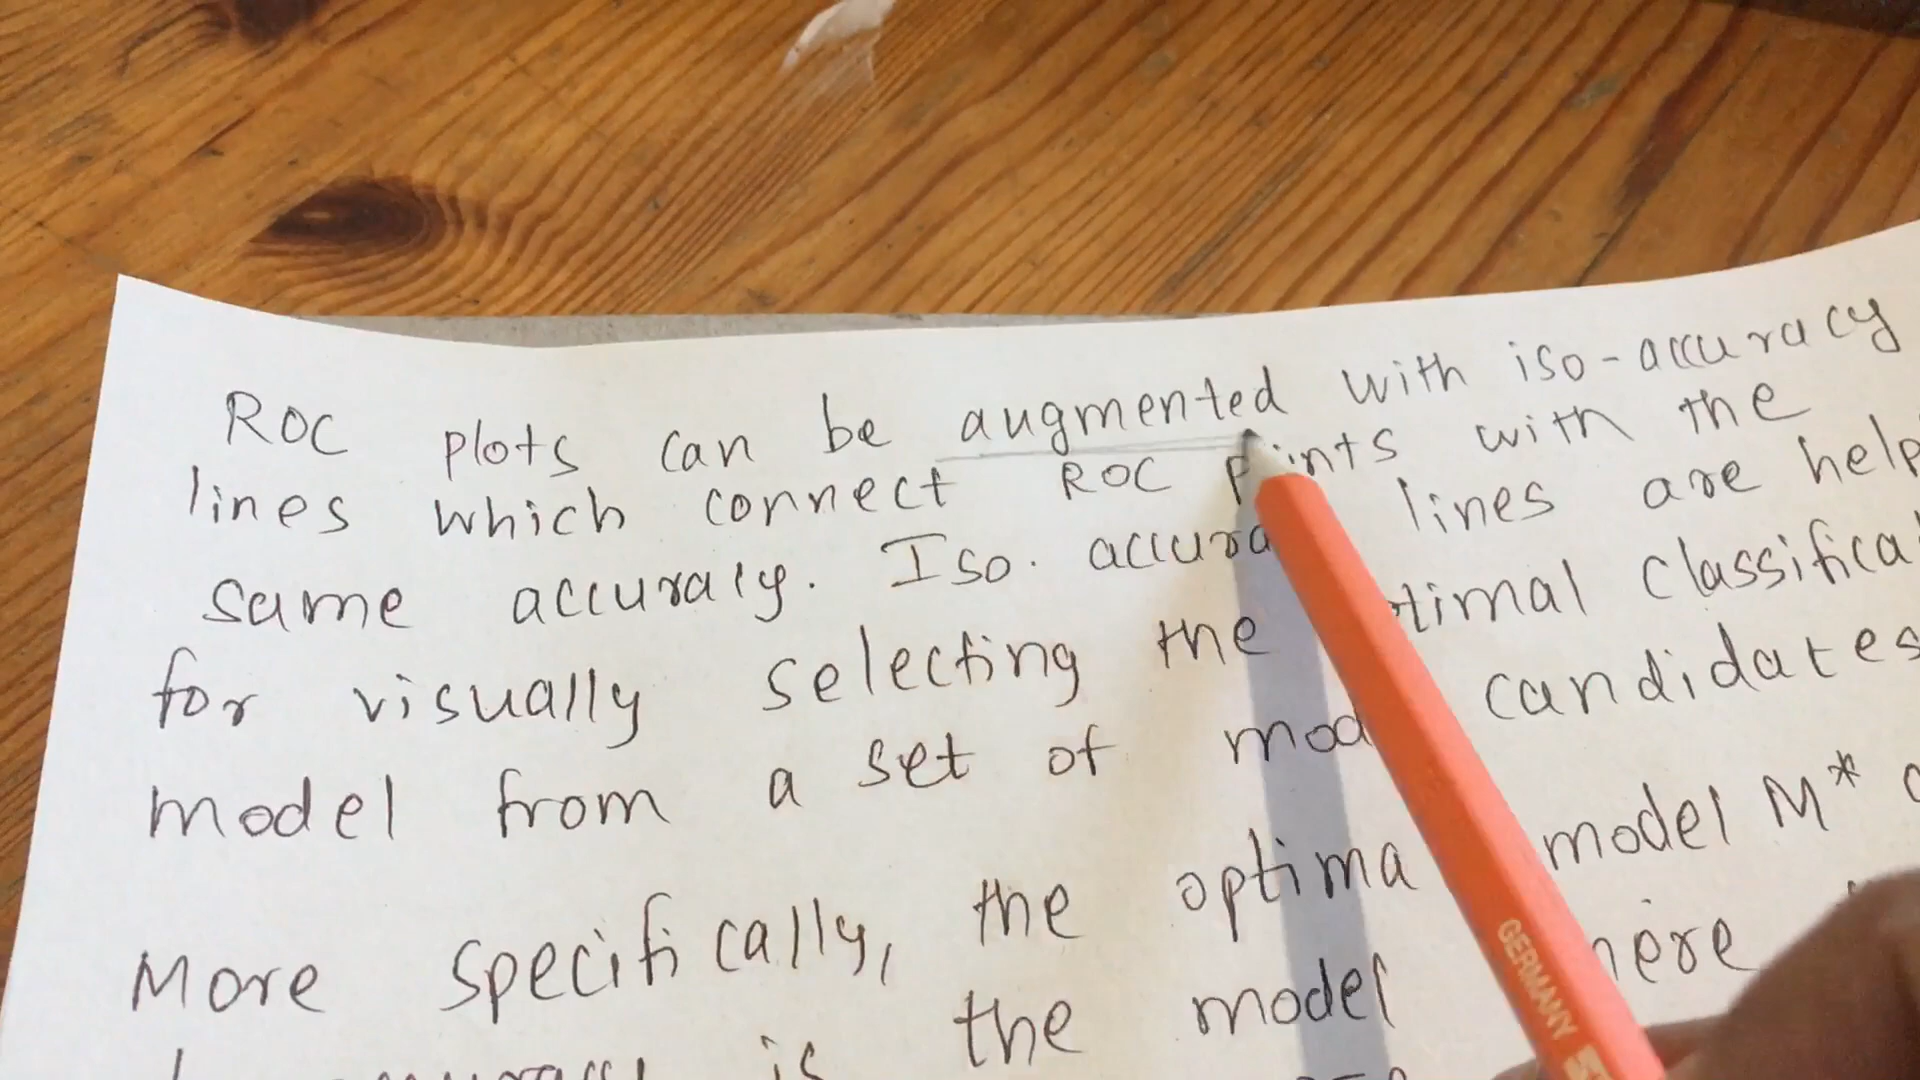 ROC plots can be augmented with iso-accuracy
lines which connect ROC points with the
same accuracy. Iso. accura lines are help
for visually selecting the timal classifica
model from a set of mod candidates
More specifically, the optima model M*
is the model here
GERMANY